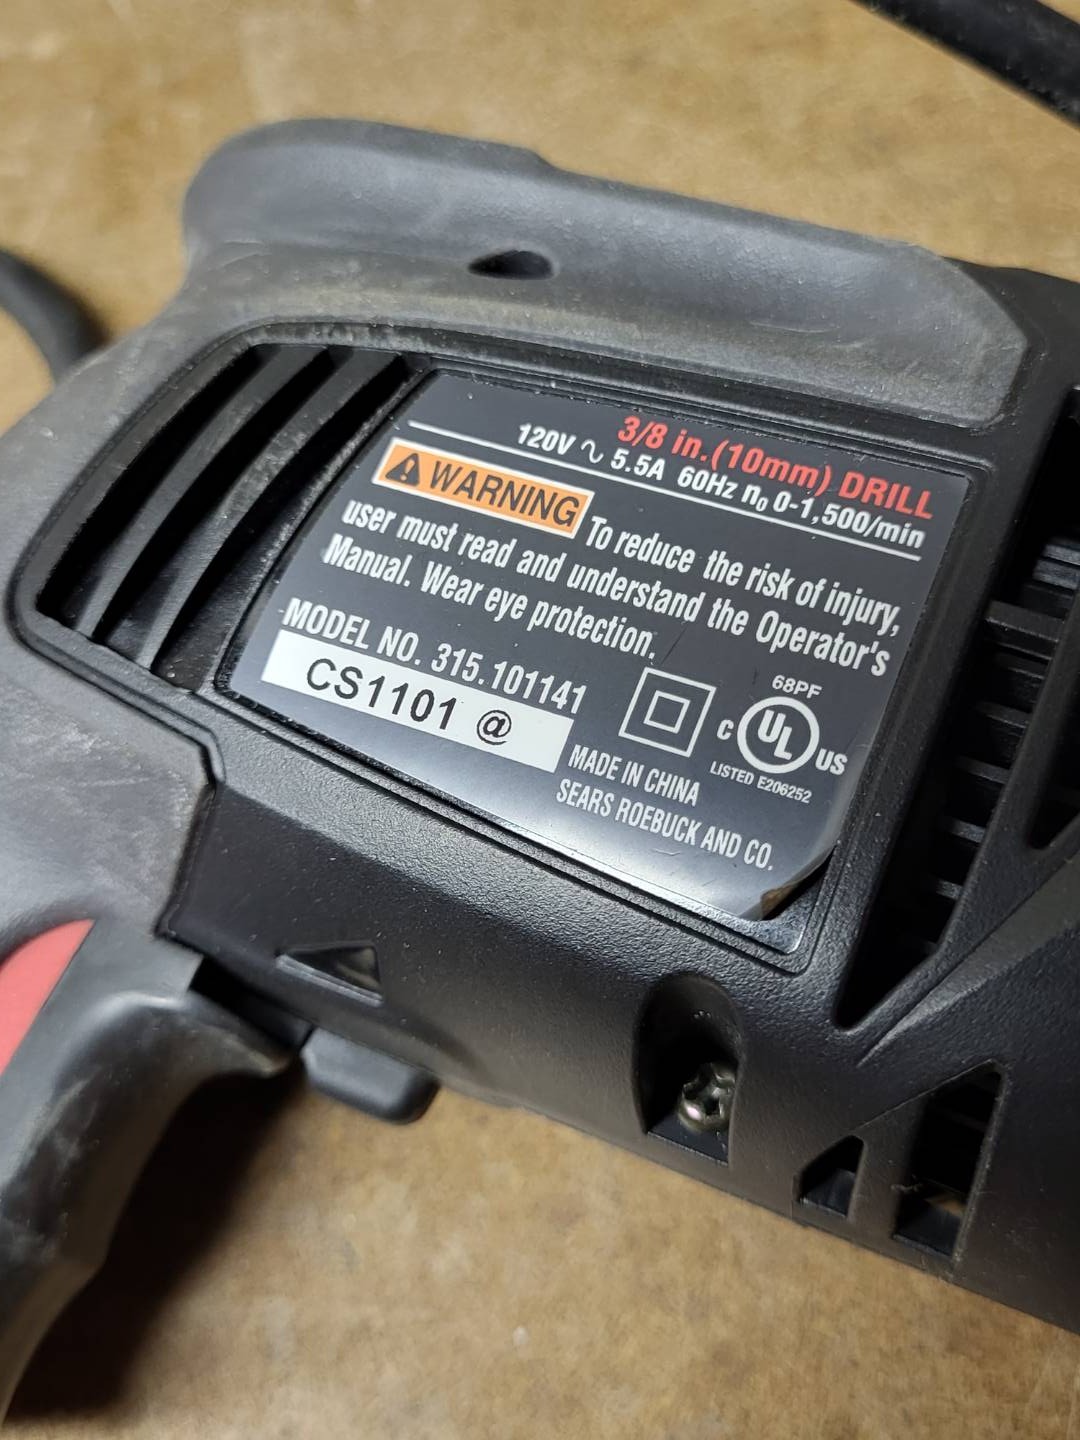 3/8 in.(10mm) DRILL
120V ∿ 5.5A 60Hz n₀ 0-1,500/min
⚠ WARNING To reduce the risk of injury,
user must read and understand the Operator's
Manual. Wear eye protection.
MODEL NO. 315.101141
CS1101 @
68PF
C UL US
LISTED E206252
MADE IN CHINA
SEARS ROEBUCK AND CO.